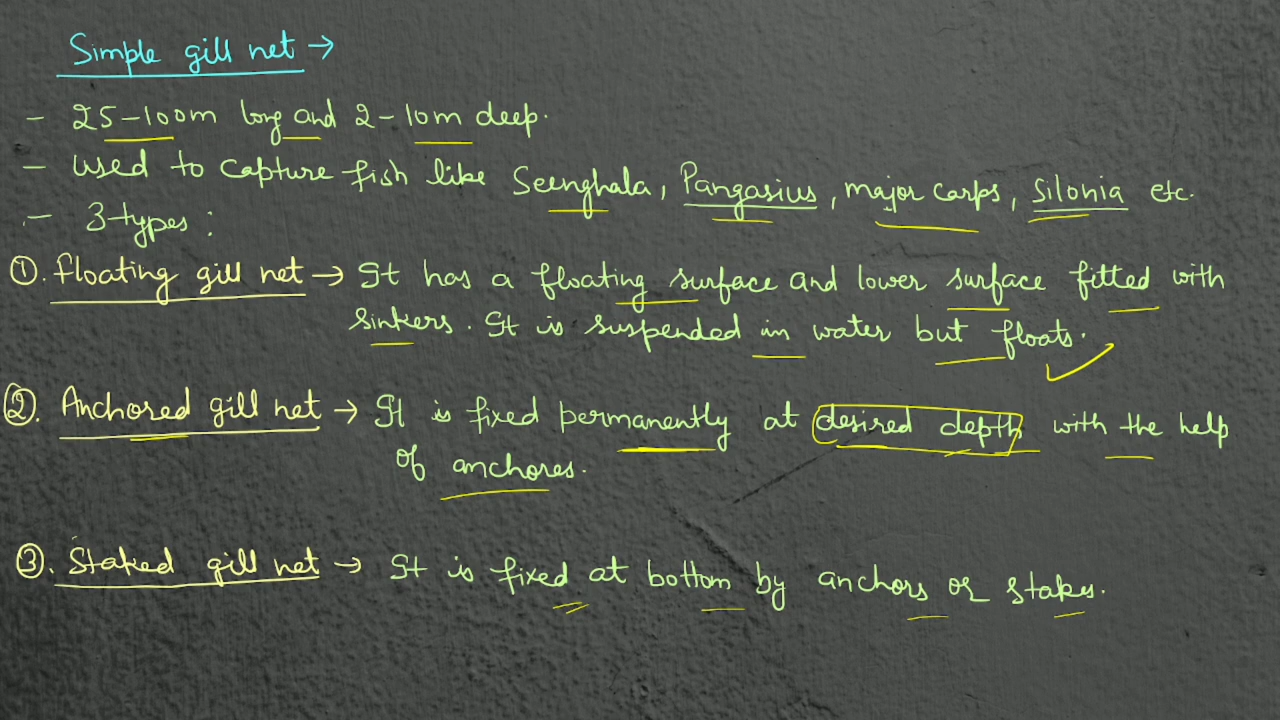 Simple gill net →
- 25-100m long and 2-10m deep.
- used to capture fish like Seenghala, Pangasius, major carps, Silonia etc.
- 3 types:
①. Floating gill net → It has a floating surface and lower surface fitted with
sinkers. It is suspended in water but floats.
②. Anchored gill net → It is fixed permanently at desired depth with the help
of anchores.
③. Staked gill net → It is fixed at bottom by anchors or stakes.